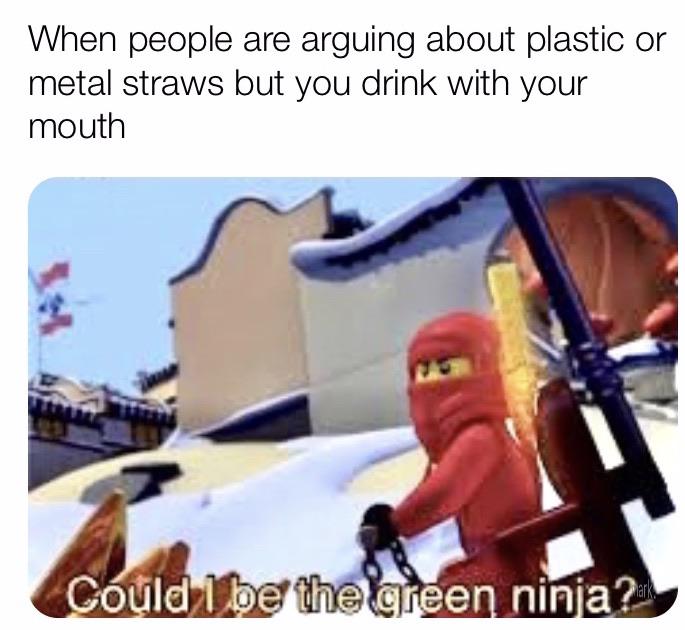 When people are arguing about plastic or
metal straws but you drink with your
mouth
Could I be the green ninja?